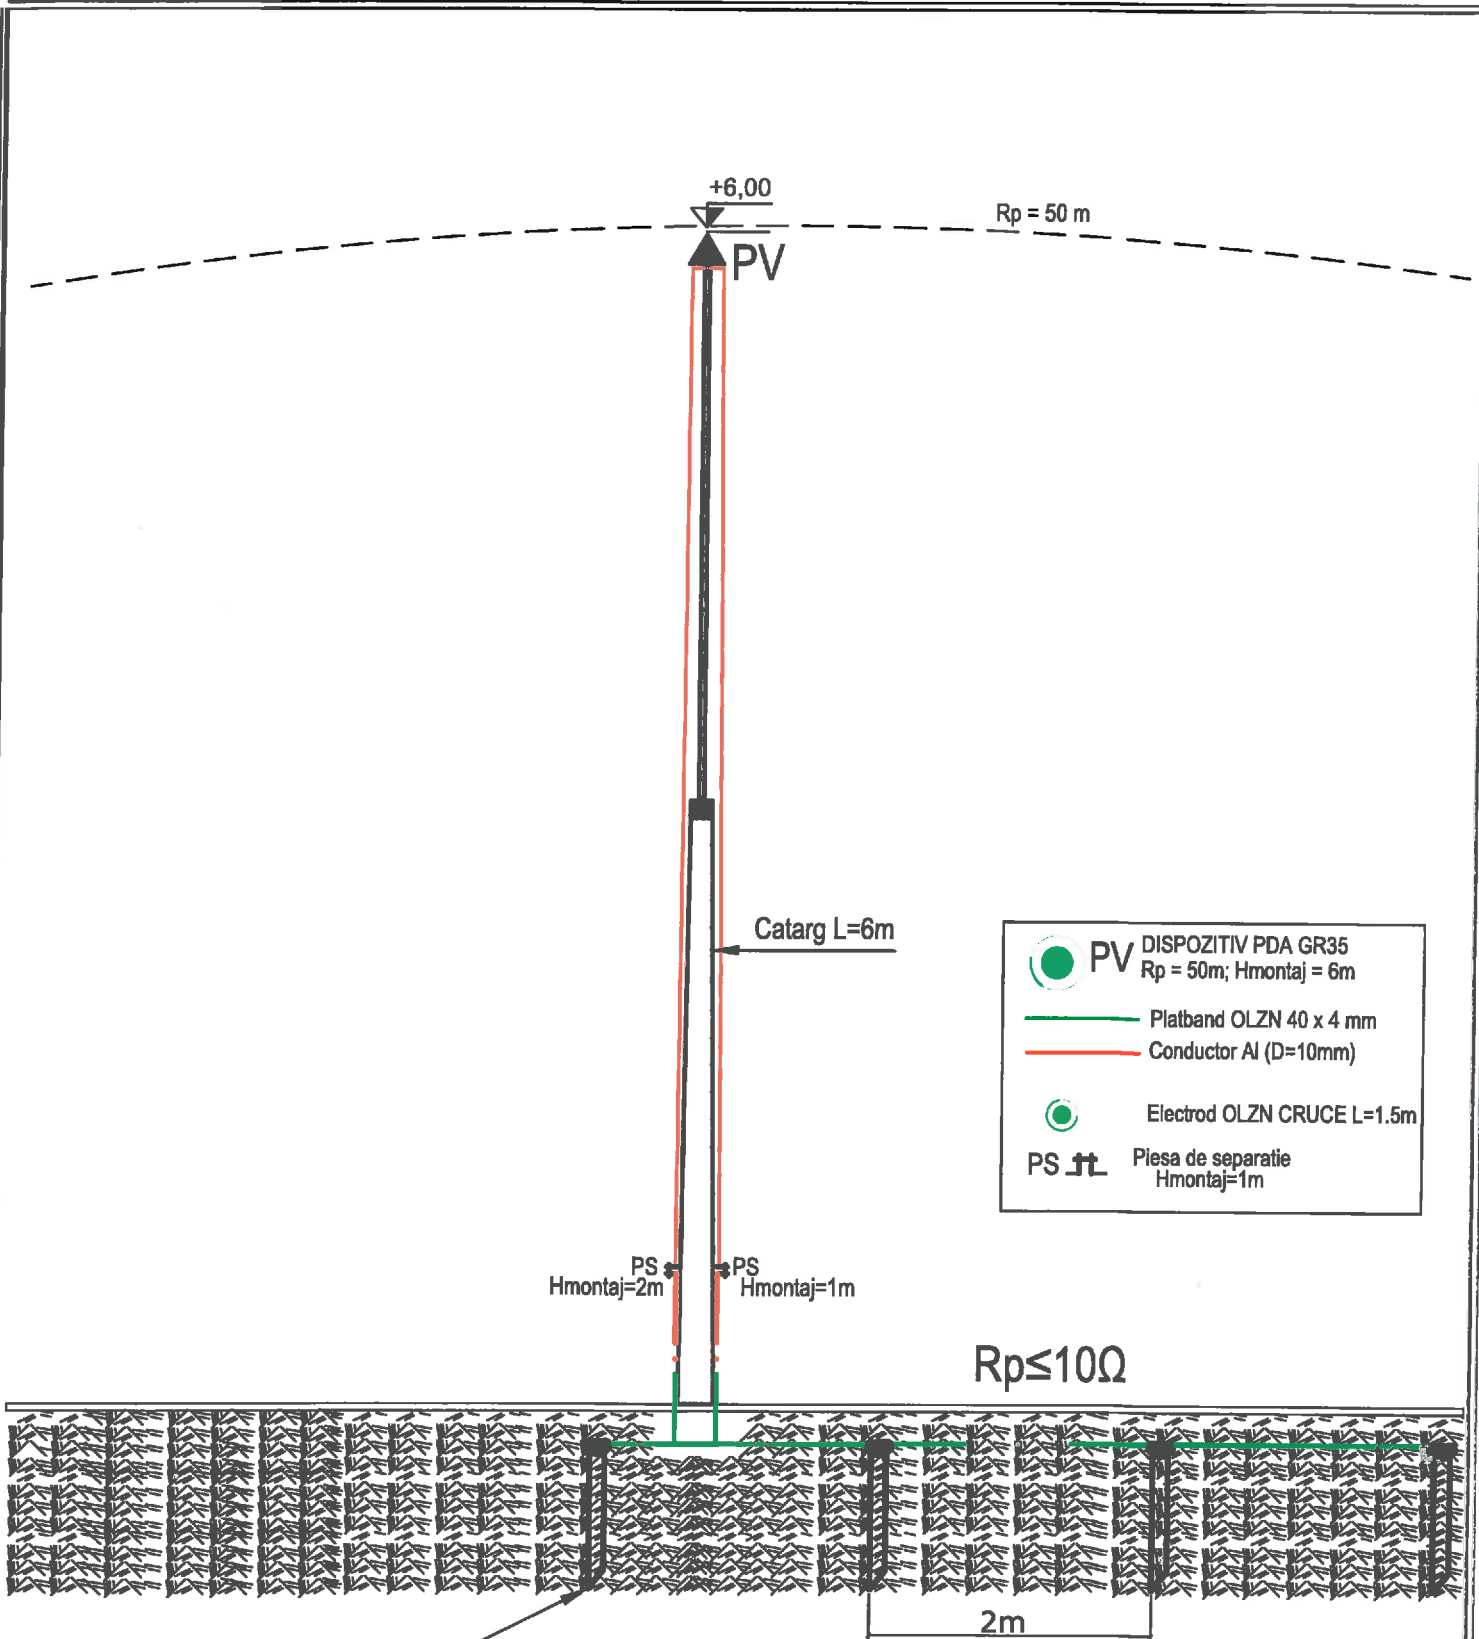 +6,00
Rp = 50 m
PV
Catarg L=6m
PV DISPOZITIV PDA GR35
Rp = 50m; Hmontaj = 6m
Platband OLZN 40 x 4 mm
Conductor Al (D=10mm)
Electrod OLZN CRUCE L=1.5m
PS Piesa de separatie
Hmontaj=1m
PS
Hmontaj=2m
PS
Hmontaj=1m
Rp≤10Ω
2m